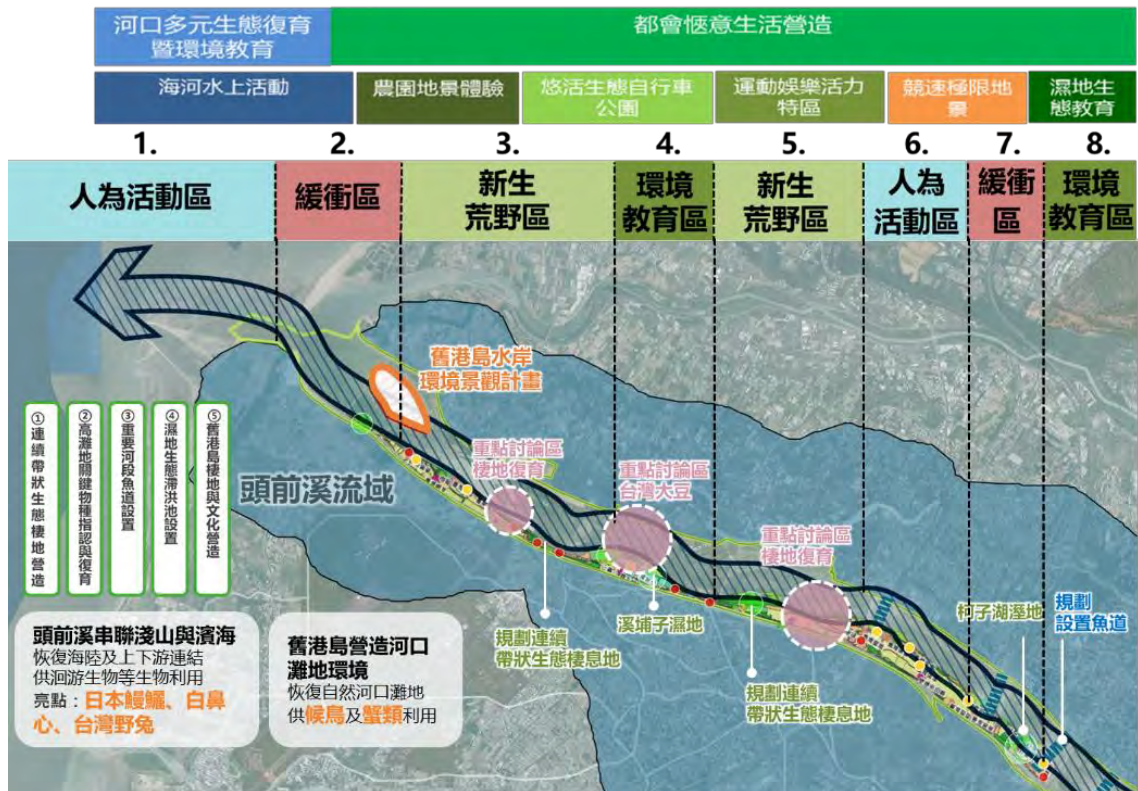 河口多元生態復育
暨環境教育
都會愜意生活營造
海河水上活動
農園地景體驗
悠活生態自行車
公園
運動娛樂活力
特區
競速極限地
景
濕地生
態教育
1.
2.
3.
4.
5.
6.
7.
8.
人為活動區
緩衝區
新生
荒野區
環境
教育區
新生
荒野區
人為
活動區
緩衝
區
環境
教育區
舊港島水岸
環境景觀計畫
重點討論區
棲地復育
重點討論區
台灣大豆
重點討論區
棲地復育
頭前溪流域
①連續帶狀生態棲地營造
②高灘地關鍵物種指認與復育
③重要河段魚道設置
④濕地生態滯洪池設置
⑤舊港島棲地與文化營造
規劃連續
帶狀生態棲息地
溪埔子濕地
規劃連續
帶狀生態棲息地
柯子湖溼地
規劃
設置魚道
頭前溪串聯淺山與濱海
恢復海陸及上下游連結
供洄游生物等生物利用
亮點：日本鰻鱺、白鼻
心、台灣野兔
舊港島營造河口
灘地環境
恢復自然河口灘地
供候鳥及蟹類利用